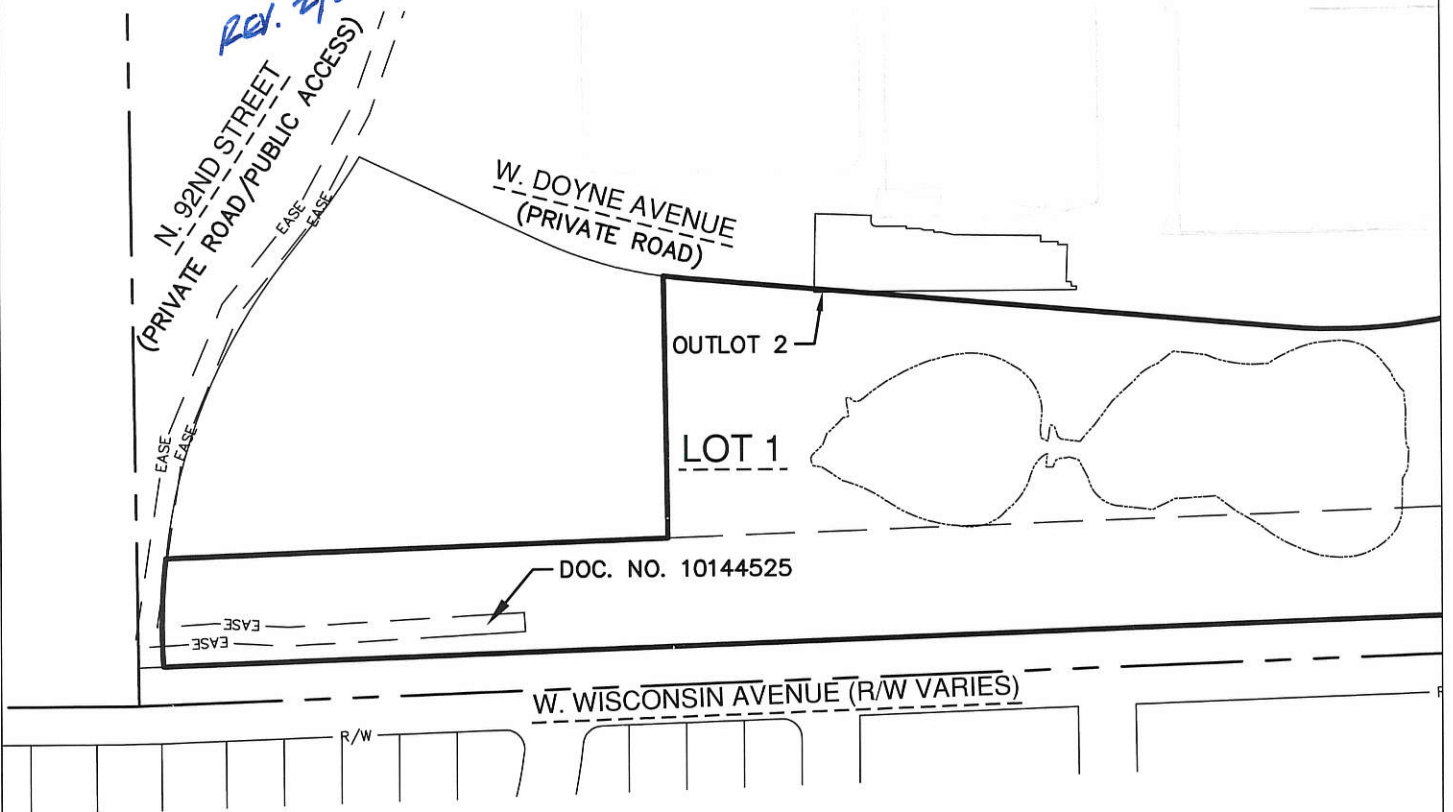 REV.
N. 92ND STREET
(PRIVATE ROAD/PUBLIC ACCESS)
EASE
EASE
W. DOYNE AVENUE
(PRIVATE ROAD)
OUTLOT 2
LOT 1
EASE
EASE
DOC. NO. 10144525
EASE
EASE
W. WISCONSIN AVENUE (R/W VARIES)
R/W